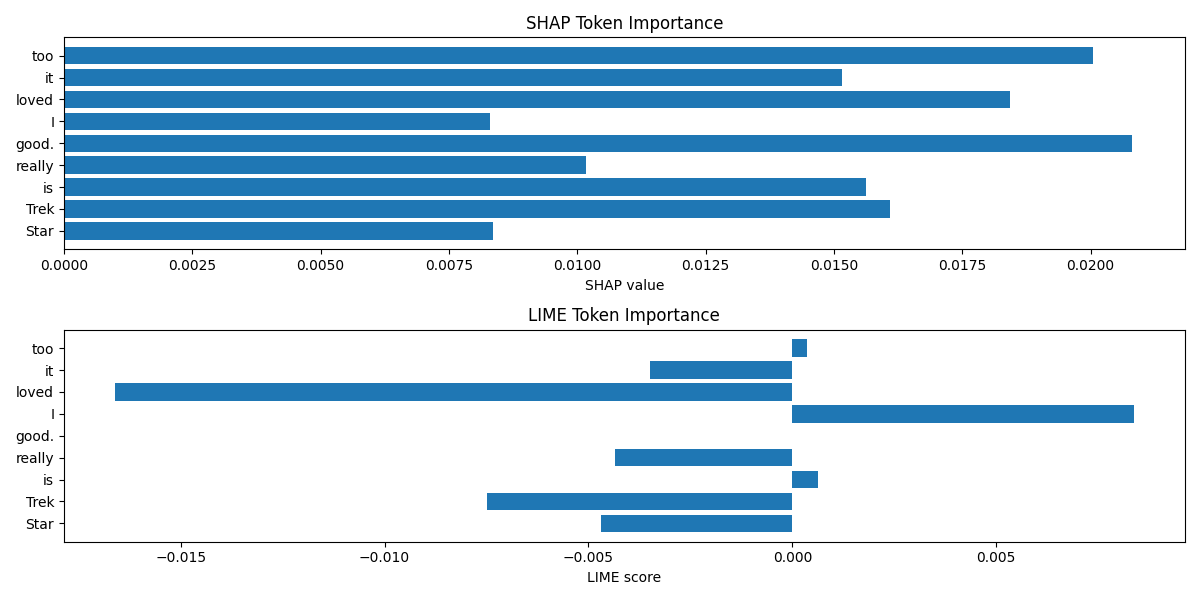 SHAP Token Importance
too
it
loved
I
good.
really
is
Trek
Star
0.0000 0.0025 0.0050 0.0075 0.0100 0.0125 0.0150 0.0175 0.0200
SHAP value
LIME Token Importance
too
it
loved
I
good.
really
is
Trek
Star
−0.015 −0.010 −0.005 0.000 0.005
LIME score